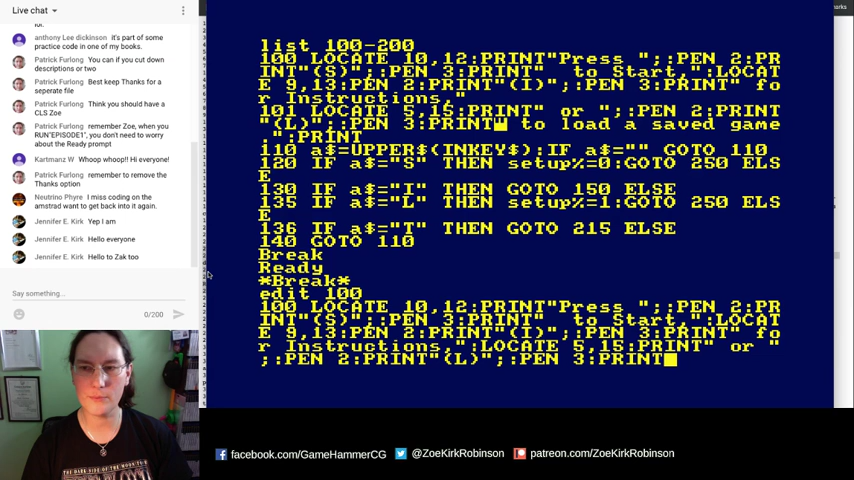 Live chat
for.
anthony Lee dickinson it's part of some
practice code in one of my books.
Patrick Furlong You can if you cut down
descriptions or two
Patrick Furlong Best keep Thanks for a
seperate file
Patrick Furlong Think you should have a
CLS Zoe
Patrick Furlong remember Zoe, when you
RUN"EPISODE1", you don't need to worry
about the Ready prompt
Kartmanz W Whoop whoop!! Hi everyone!
Patrick Furlong remember to remove the
Thanks option
Neutrino Phyre I miss coding on the
amstrad want to get back into it again.
Jennifer E. Kirk Yep I am
Jennifer E. Kirk Hello everyone
Jennifer E. Kirk Hello to Zak too
Say something...
0/200
list 100-200
100 LOCATE 10,12:PRINT"Press ";:PEN 2:PR
INT"(S)";:PEN 3:PRINT" to Start,":LOCAT
E 9,13:PEN 2:PRINT"(I)";:PEN 3:PRINT" fo
r Instructions,"
101 LOCATE 5,15:PRINT" or ";:PEN 2:PRINT
"(L)";:PEN 3:PRINT" to load a saved game
.":PRINT
110 a$=UPPER$(INKEY$):IF a$="" GOTO 110
120 IF a$="S" THEN setup%=0:GOTO 250 ELS
E
130 IF a$="I" THEN GOTO 150 ELSE
135 IF a$="L" THEN setup%=1:GOTO 250 ELS
E
136 IF a$="T" THEN GOTO 215 ELSE
140 GOTO 110
Break
Ready
*Break*
edit 100
100 LOCATE 10,12:PRINT"Press ";:PEN 2:PR
INT"(S)";:PEN 3:PRINT" to Start,":LOCAT
E 9,13:PEN 2:PRINT"(I)";:PEN 3:PRINT" fo
r Instructions,":LOCATE 5,15:PRINT" or "
;:PEN 2:PRINT"(L)";:PEN 3:PRINT
facebook.com/GameHammerCG
@ZoeKirkRobinson
patreon.com/ZoeKirkRobinson